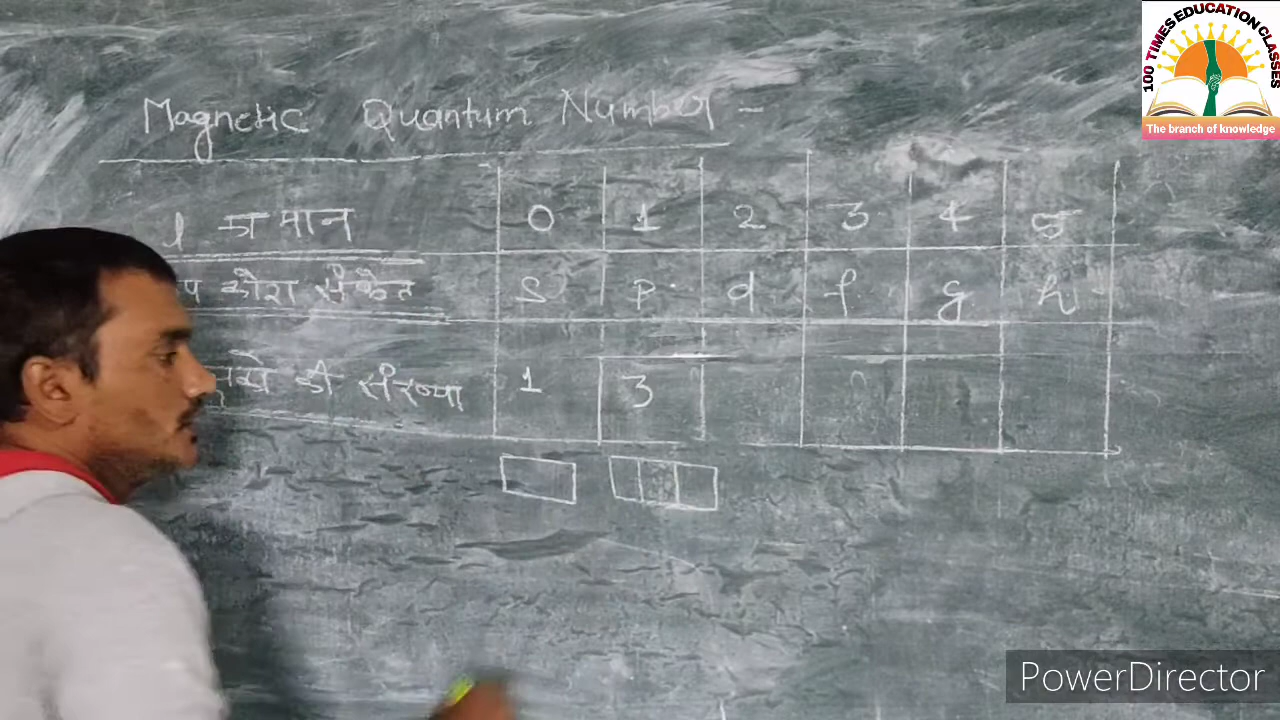 100 TIMES EDUCATION CLASSES
The branch of knowledge
Magnetic Quantum Number -
l का मान 0 1 2 3 4 5
कोश संकेत s p d f g h
की संख्या 1 3
PowerDirector